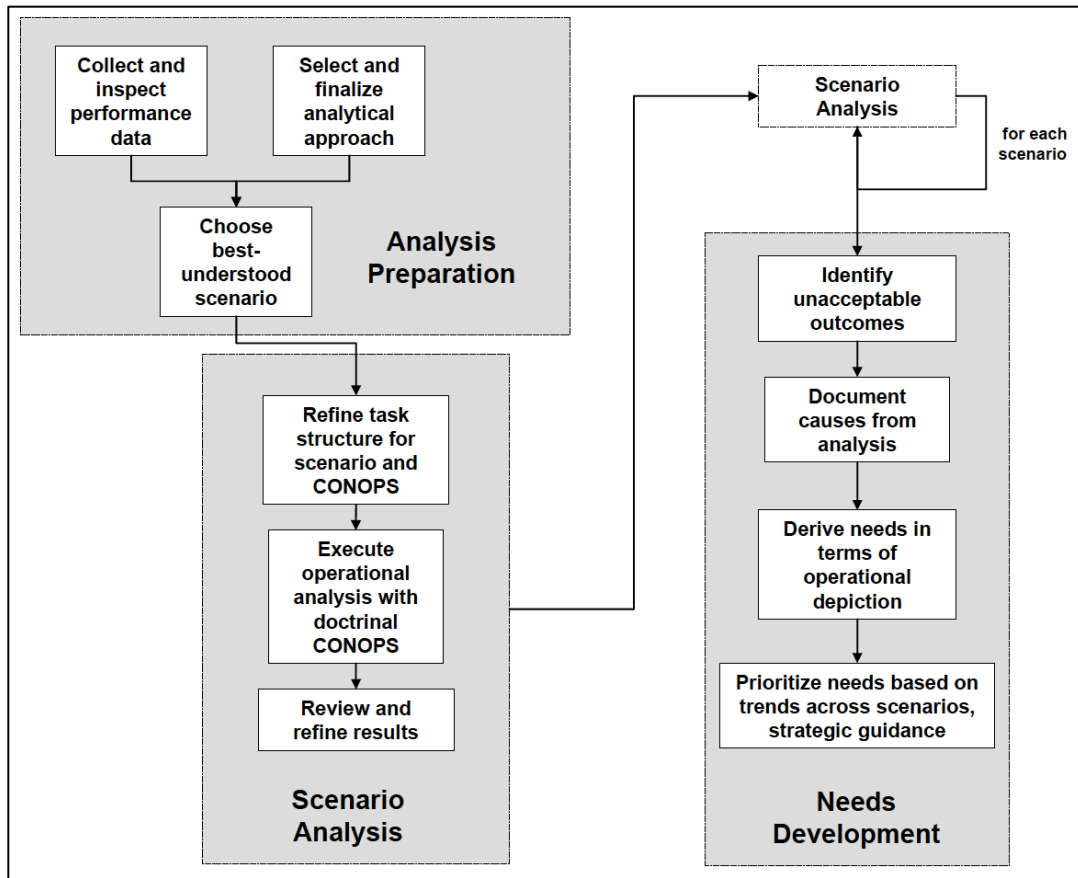 Collect and
inspect
performance
data
Select and
finalize
analytical
approach
Choose
best-
understood
scenario
Analysis
Preparation
Refine task
structure for
scenario and
CONOPS
Execute
operational
analysis with
doctrinal
CONOPS
Review and
refine results
Scenario
Analysis
Scenario
Analysis
for each
scenario
Identify
unacceptable
outcomes
Document
causes from
analysis
Derive needs in
terms of
operational
depiction
Prioritize needs based on
trends across scenarios,
strategic guidance
Needs
Development